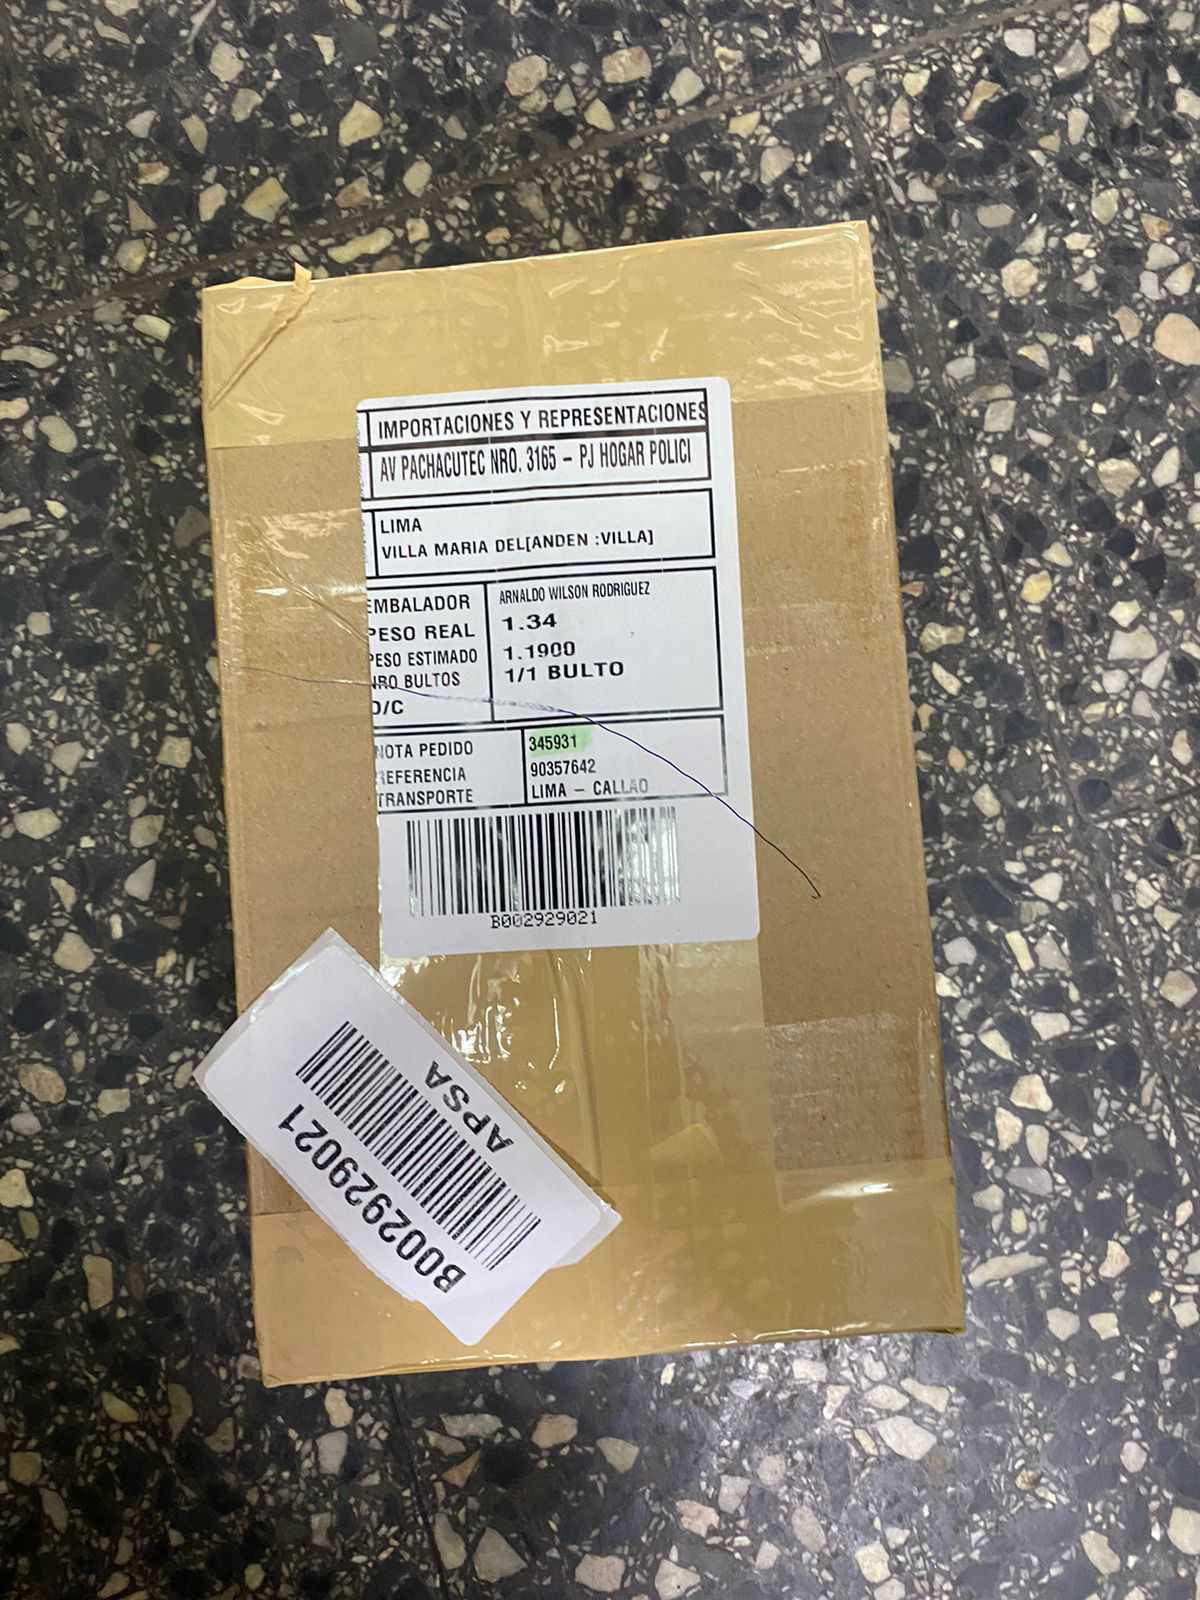 IMPORTACIONES Y REPRESENTACIONES
AV PACHACUTEC NRO. 3165 - PJ HOGAR POLICI
LIMA
VILLA MARIA DEL[ANDEN :VILLA]
EMBALADOR ARNALDO WILSON RODRIGUEZ
PESO REAL 1.34
PESO ESTIMADO 1.1900
NRO BULTOS 1/1 BULTO
O/C
NOTA PEDIDO 345931
REFERENCIA 90357642
TRANSPORTE LIMA - CALLAO
B002929021
APSA
B002929021